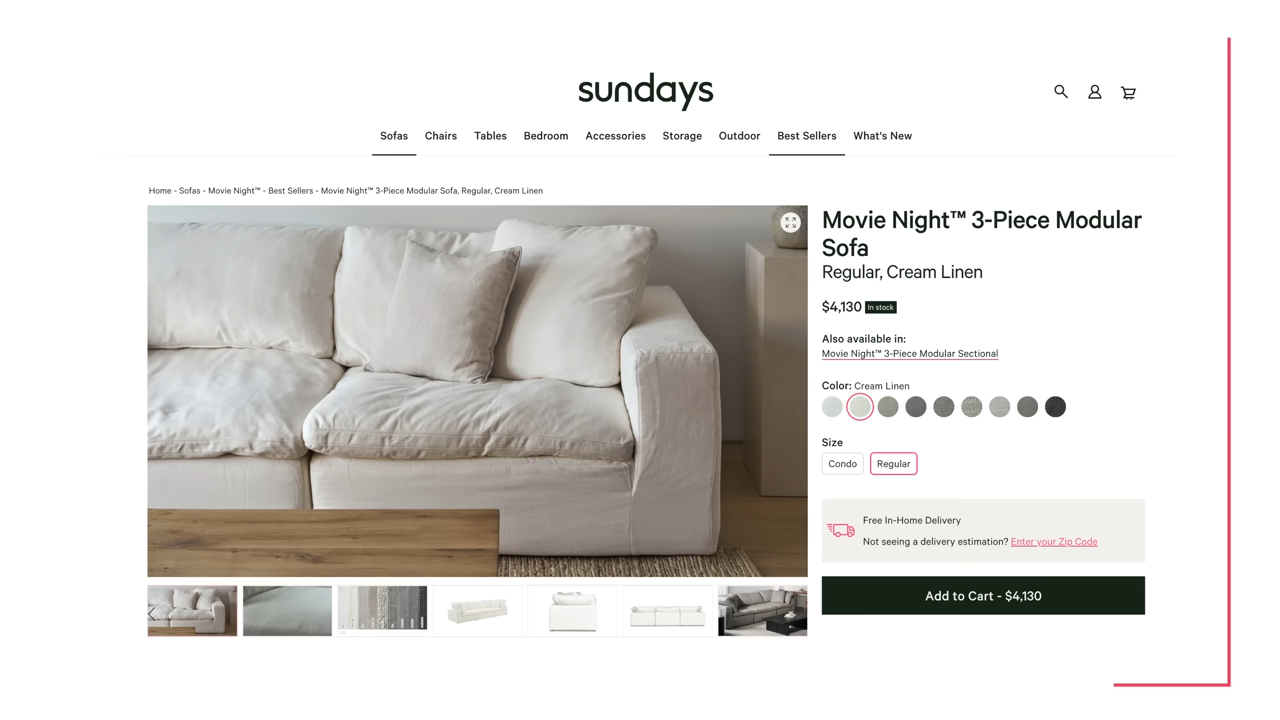 sundays
Sofas Chairs Tables Bedroom Accessories Storage Outdoor Best Sellers What's New
Home - Sofas - Movie Night™ - Best Sellers - Movie Night™ 3-Piece Modular Sofa, Regular, Cream Linen
Movie Night™ 3-Piece Modular
Sofa
Regular, Cream Linen
$4,130 In stock
Also available in:
Movie Night™ 3-Piece Modular Sectional
Color: Cream Linen
Size
Condo Regular
Free In-Home Delivery
Not seeing a delivery estimation? Enter your Zip Code
Add to Cart - $4,130